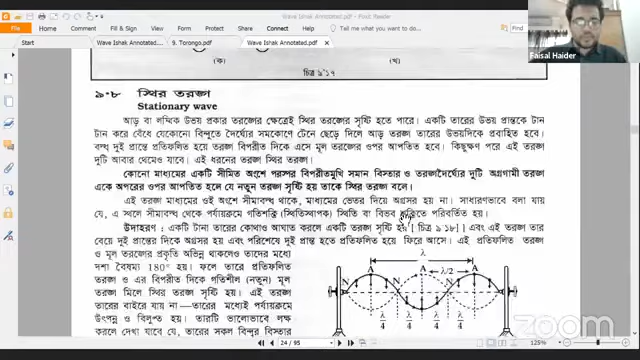 Wave Ishak Annotated.pdf - Foxit Reader
Tell me what you want to do...
File Home Comment Fill & Sign View Form Protect Share Connect Help
Start Wave Ishak Annotated.pdf 9. Torongo.pdf Wave Ishak Annotated.pdf
Faisal Haider
(ক) (খ)
চিত্র ৯'১৭
৯·৮ স্থির তরঙ্গ
Stationary wave
আড় বা লম্বিক উভয় প্রকার তরঙ্গের ক্ষেত্রেই স্থির তরঙ্গের সৃষ্টি হতে পারে। একটি তারের উভয় প্রান্তকে টান
টান করে বেঁধে যেকোনো বিন্দুতে দৈর্ঘ্যের সমকোণে টেনে ছেড়ে দিলে আড় তরঙ্গ তারের উভয়দিকে প্রবাহিত হবে।
বদ্ধ দুই প্রান্তে প্রতিফলিত হয়ে তরঙ্গ বিপরীত দিকে এসে মূল তরঙ্গের ওপর আপতিত হবে। কিছুক্ষণ পরে এই তরঙ্গ
দুটি আবার থেমেও যাবে। এই ধরনের তরঙ্গ স্থির তরঙ্গ।
কোনো মাধ্যমের একটি সীমিত অংশে পরস্পর বিপরীতমুখি সমান বিস্তার ও তরঙ্গদৈর্ঘ্যের দুটি অগ্রগামী তরঙ্গ
একে অপরের ওপর আপতিত হলে যে নতুন তরঙ্গ সৃষ্টি হয় তাকে স্থির তরঙ্গ বলে।
এই তরঙ্গ মাধ্যমের ওই অংশে সীমাবদ্ধ থাকে, মাধ্যমের ভেতর দিয়ে অগ্রসর হয় না। সাধারণভাবে বলা যায়
যে, এ স্থলে সীমাবদ্ধ থেকে পর্যায়ক্রমে গতিশক্তি (স্থিতিস্থাপক) স্থিতি বা বিভব শক্তিতে পরিবর্তিত হয়।
উদাহরণ : একটি টানা তারের কোথাও আঘাত করলে একটি তরঙ্গ সৃষ্টি হয় [ চিত্র ৯'১৮] এবং এই তরঙ্গ তার
বেয়ে দুই প্রান্তের দিকে অগ্রসর হয় এবং পরিশেষে দুই প্রান্ত হতে প্রতিফলিত হয়ে ফিরে আসে। এই প্রতিফলিত তরঙ্গ
ও মূল তরঙ্গের প্রকৃতি অভিন্ন থাকলেও তাদের মধ্যে
দশা বৈষম্য 180° হয়। ফলে তারে প্রতিফলিত
তরঙ্গ ও এর বিপরীত দিকে গতিশীল (নতুন) মূল
তরঙ্গ মিলে স্থির তরঙ্গ সৃষ্টি হয়। এই তরঙ্গ
তারের বাইরে যায় না—তারের মধ্যেই পর্যায়ক্রমে
উৎপন্ন ও বিলুপ্ত হয়। তারটি ভালোভাবে লক্ষ
করলে দেখা যাবে যে, তারের সকল বিন্দুর বিস্তার
λ
A A λ/2 A
N N N N
λ/4 λ/4 λ/4 λ/4
24 / 95
125%
zoom